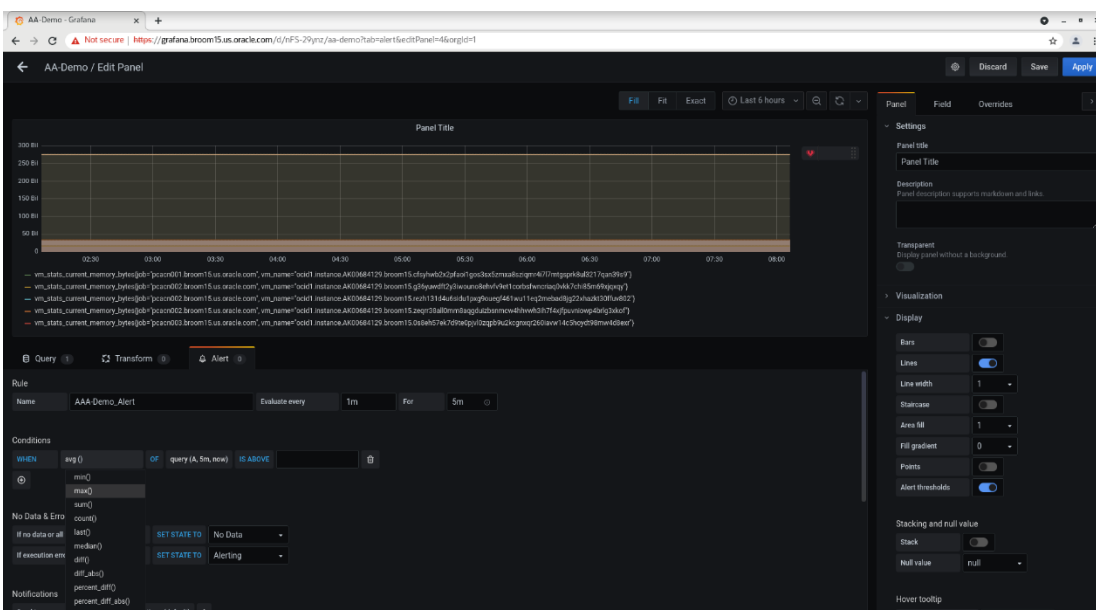 AA-Demo - Grafana
Not secure | https://grafana.broom15.us.oracle.com/d/nFS-29ynz/aa-demo?tab=alert&editPanel=4&orgId=1
AA-Demo / Edit Panel
Discard Save Apply
Fill Fit Exact Last 6 hours
Panel Field Overrides
Panel Title
300 Bil
250 Bil
200 Bil
150 Bil
100 Bil
50 Bil
0
02:30 03:00 03:30 04:00 04:30 05:00 05:30 06:00 06:30 07:00 07:30 08:00
Settings
Panel title
Panel Title
Description
Panel description supports markdown and links.
Transparent
Display panel without a background.
Visualization
Display
Bars
Lines
Line width 1
Staircase
Area fill 1
Fill gradient 0
Points
Alert thresholds
Stacking and null value
Stack
Null value null
Hover tooltip
Query 1 Transform 0 Alert 0
Rule
Name AAA-Demo_Alert Evaluate every 1m For 5m
Conditions
WHEN avg () OF query (A, 5m, now) IS ABOVE
min()
max()
sum()
count()
last()
median()
diff()
diff_abs()
percent_diff()
percent_diff_abs()
No Data & Erro
If no data or all SET STATE TO No Data
If execution erro SET STATE TO Alerting
Notifications